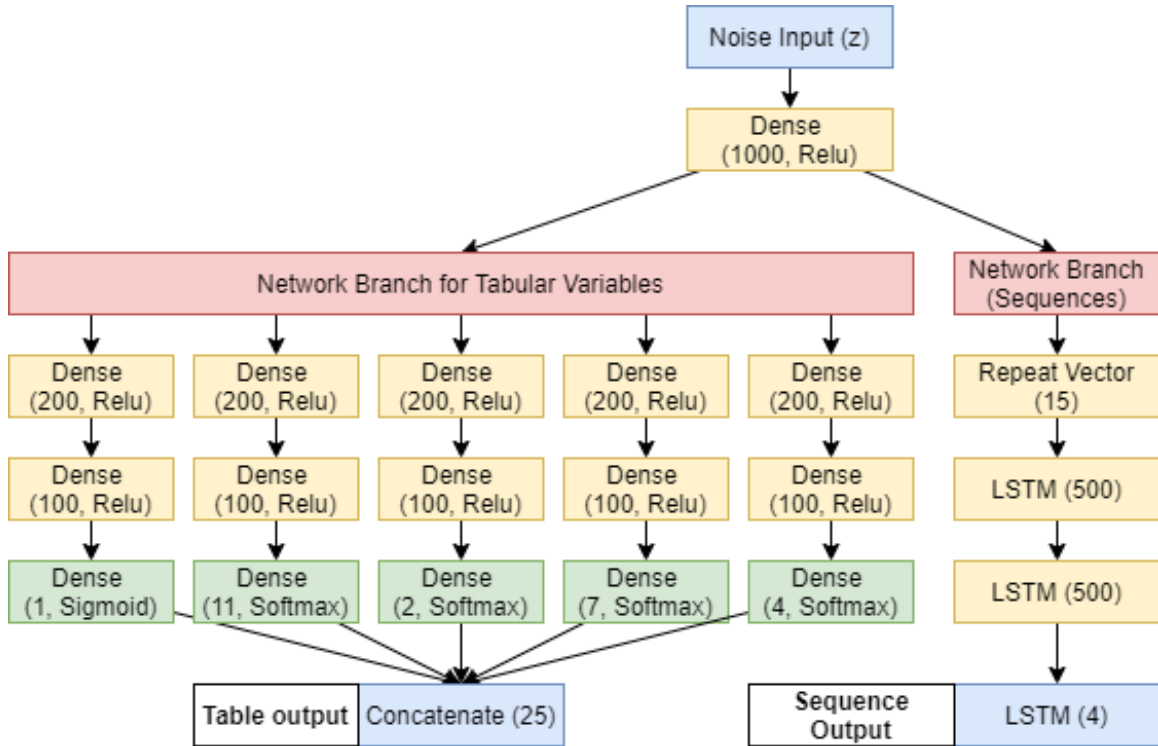 Noise Input (z)
Dense
(1000, Relu)
Network Branch for Tabular Variables
Network Branch
(Sequences)
Dense
(200, Relu)
Dense
(200, Relu)
Dense
(200, Relu)
Dense
(200, Relu)
Dense
(200, Relu)
Repeat Vector
(15)
Dense
(100, Relu)
Dense
(100, Relu)
Dense
(100, Relu)
Dense
(100, Relu)
Dense
(100, Relu)
LSTM (500)
Dense
(1, Sigmoid)
Dense
(11, Softmax)
Dense
(2, Softmax)
Dense
(7, Softmax)
Dense
(4, Softmax)
LSTM (500)
Table output
Concatenate (25)
Sequence
Output
LSTM (4)